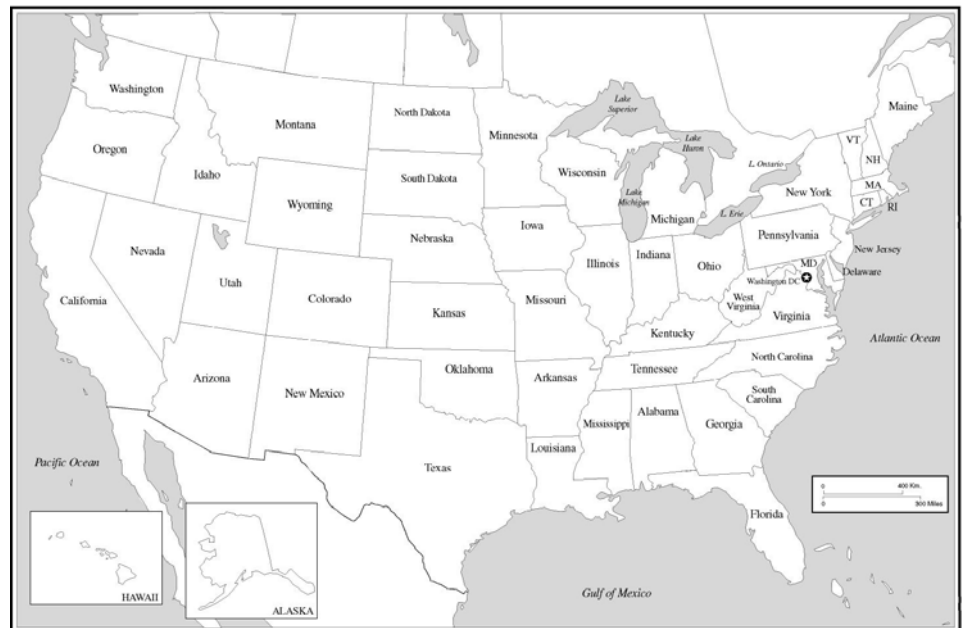 Washington
Montana
North Dakota
Minnesota
Lake
Superior
Maine
Oregon
Idaho
South Dakota
Wisconsin
Lake
Huron
VT
NH
L. Ontario
MA
CT
RI
New York
Wyoming
Lake
Michigan
Michigan
L. Erie
Nevada
Nebraska
Iowa
Pennsylvania
New Jersey
Utah
Colorado
Illinois
Indiana
Ohio
MD
Washington DC
Delaware
California
Kansas
Missouri
West
Virginia
Virginia
Kentucky
Atlantic Ocean
Arizona
New Mexico
Oklahoma
Arkansas
Tennessee
North Carolina
South
Carolina
Mississippi
Alabama
Georgia
Pacific Ocean
Texas
Louisiana
0
400 Km.
0
300 Miles
Florida
HAWAII
ALASKA
Gulf of Mexico